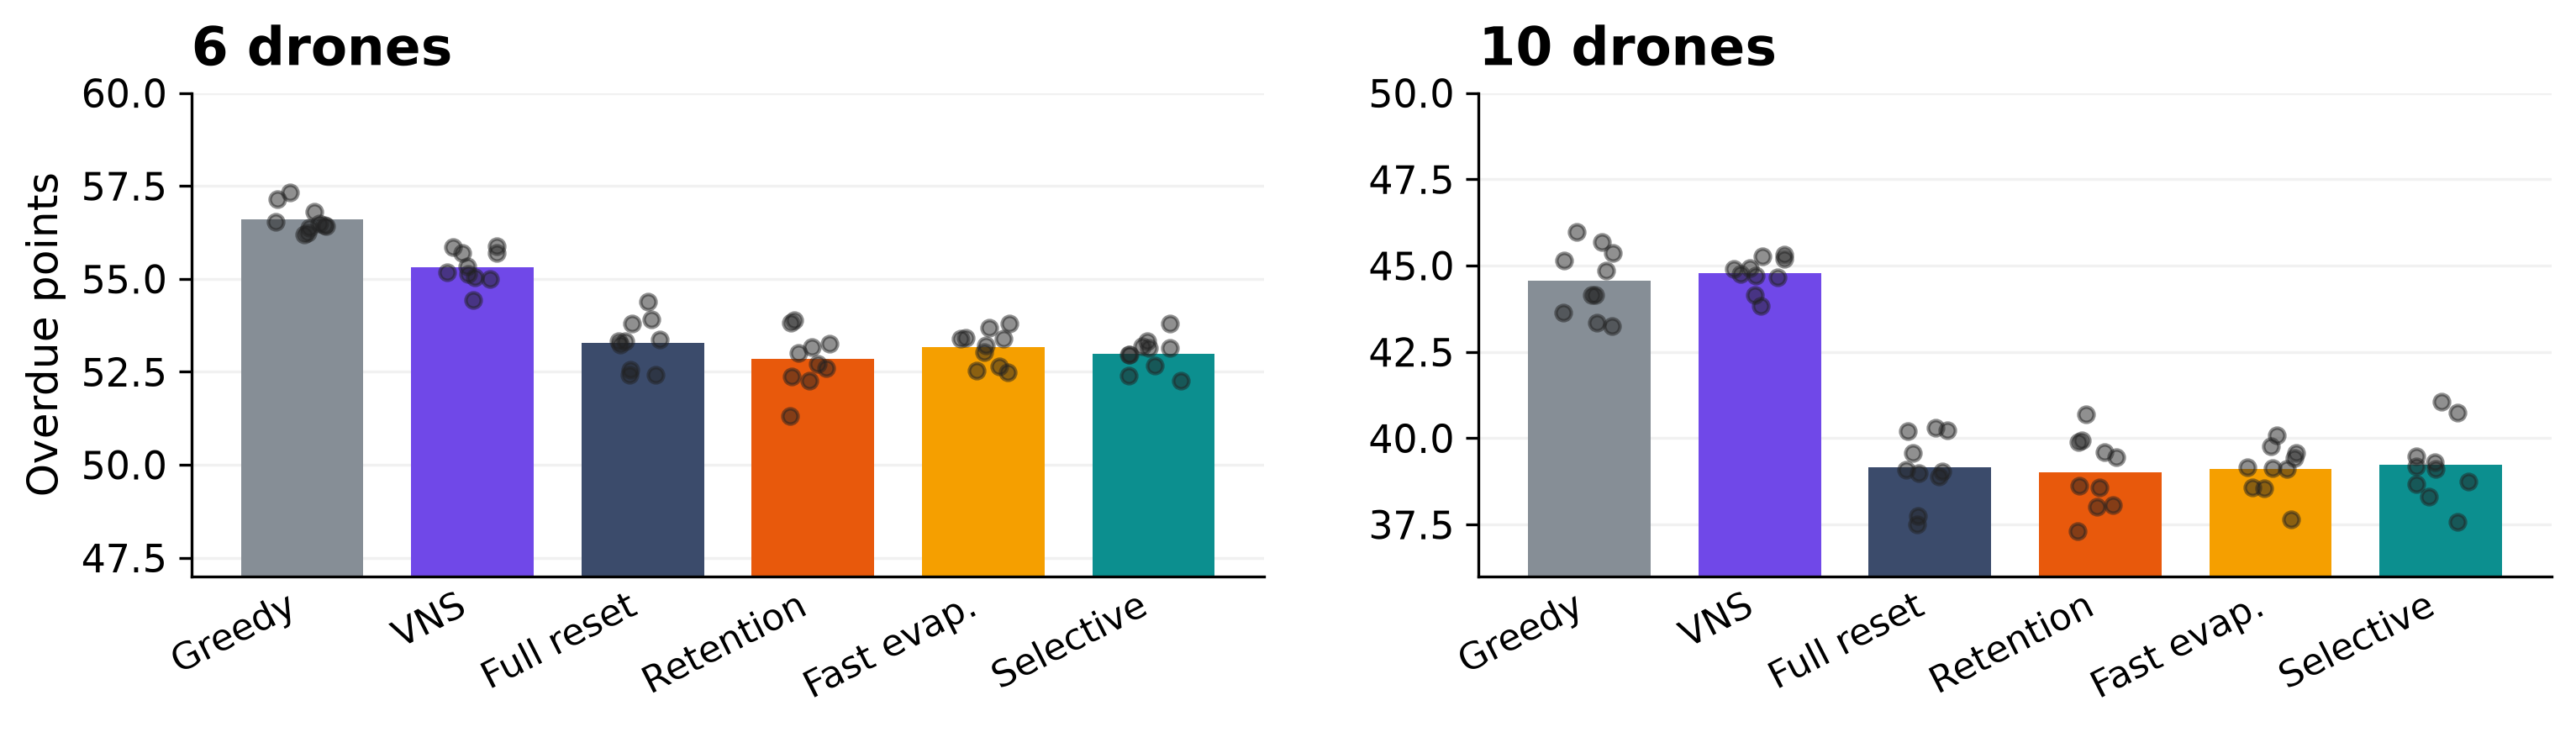 6 drones
Overdue points
60.0
57.5
55.0
52.5
50.0
47.5
Greedy
VNS
Full reset
Retention
Fast evap.
Selective
10 drones
50.0
47.5
45.0
42.5
40.0
37.5
Greedy
VNS
Full reset
Retention
Fast evap.
Selective